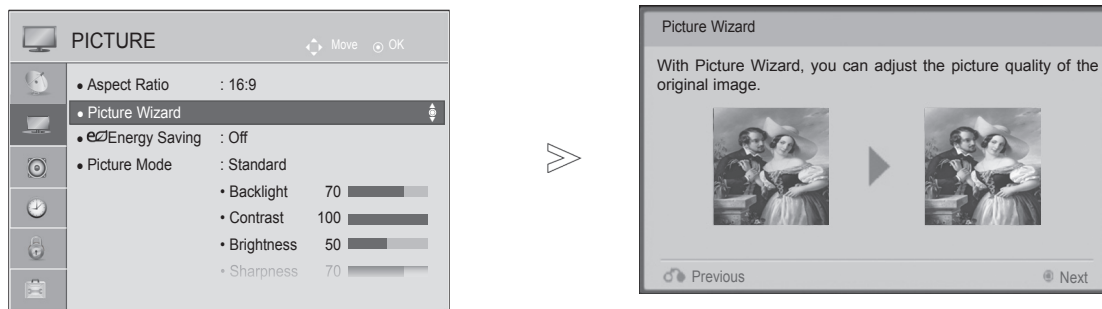 PICTURE
Move OK
• Aspect Ratio : 16:9
• Picture Wizard
• Energy Saving : Off
• Picture Mode : Standard
• Backlight 70
• Contrast 100
• Brightness 50
• Sharpness 70
Picture Wizard
With Picture Wizard, you can adjust the picture quality of the
original image.
Previous Next